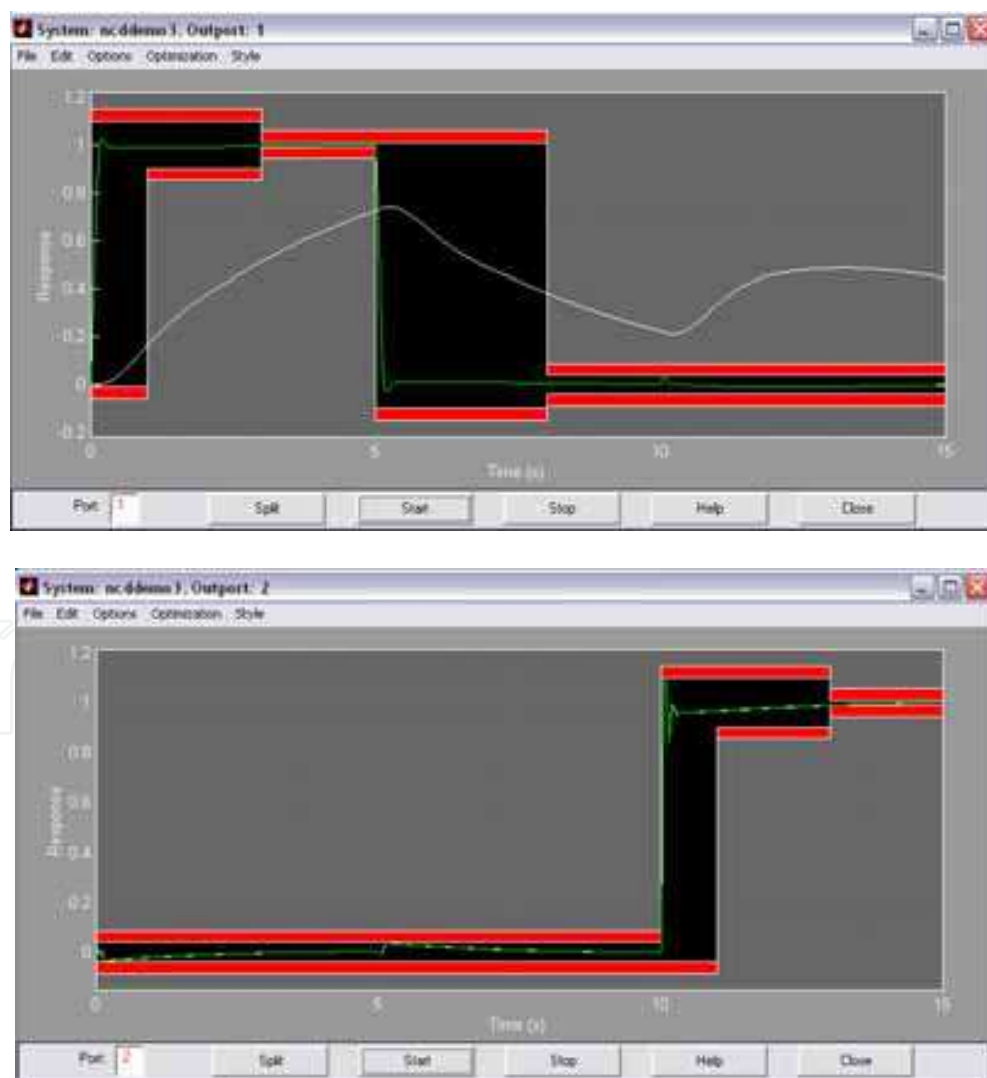 System: ncddemo3, Outport: 1
File Edit Options Optimization Style
1.2
1
0.8
0.6
0.4
0.2
0
-0.2
Response
0 5 10 15
Time (s)
Port: 1 Split Start Stop Help Close
System: ncddemo3, Outport: 2
File Edit Options Optimization Style
1.2
1
0.8
0.6
0.4
0.2
0
Response
0 5 10 15
Time (s)
Port: 2 Split Start Stop Help Close